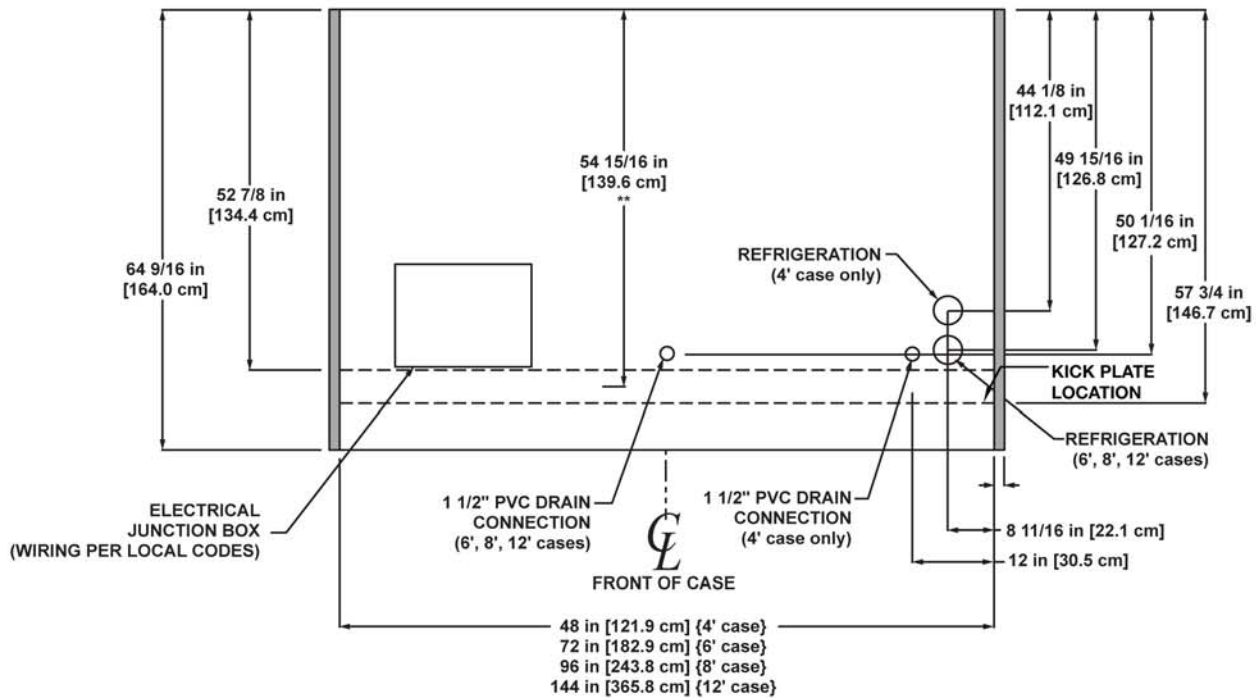 44 1/8 in
[112.1 cm]
54 15/16 in
[139.6 cm]
**
49 15/16 in
[126.8 cm]
52 7/8 in
[134.4 cm]
50 1/16 in
[127.2 cm]
REFRIGERATION
(4' case only)
64 9/16 in
[164.0 cm]
57 3/4 in
[146.7 cm]
KICK PLATE
LOCATION
REFRIGERATION
(6', 8', 12' cases)
ELECTRICAL
JUNCTION BOX
(WIRING PER LOCAL CODES)
1 1/2" PVC DRAIN
CONNECTION
(6', 8', 12' cases)
1 1/2" PVC DRAIN
CONNECTION
(4' case only)
8 11/16 in [22.1 cm]
12 in [30.5 cm]
CL
FRONT OF CASE
48 in [121.9 cm] {4' case}
72 in [182.9 cm] {6' case}
96 in [243.8 cm] {8' case}
144 in [365.8 cm] {12' case}